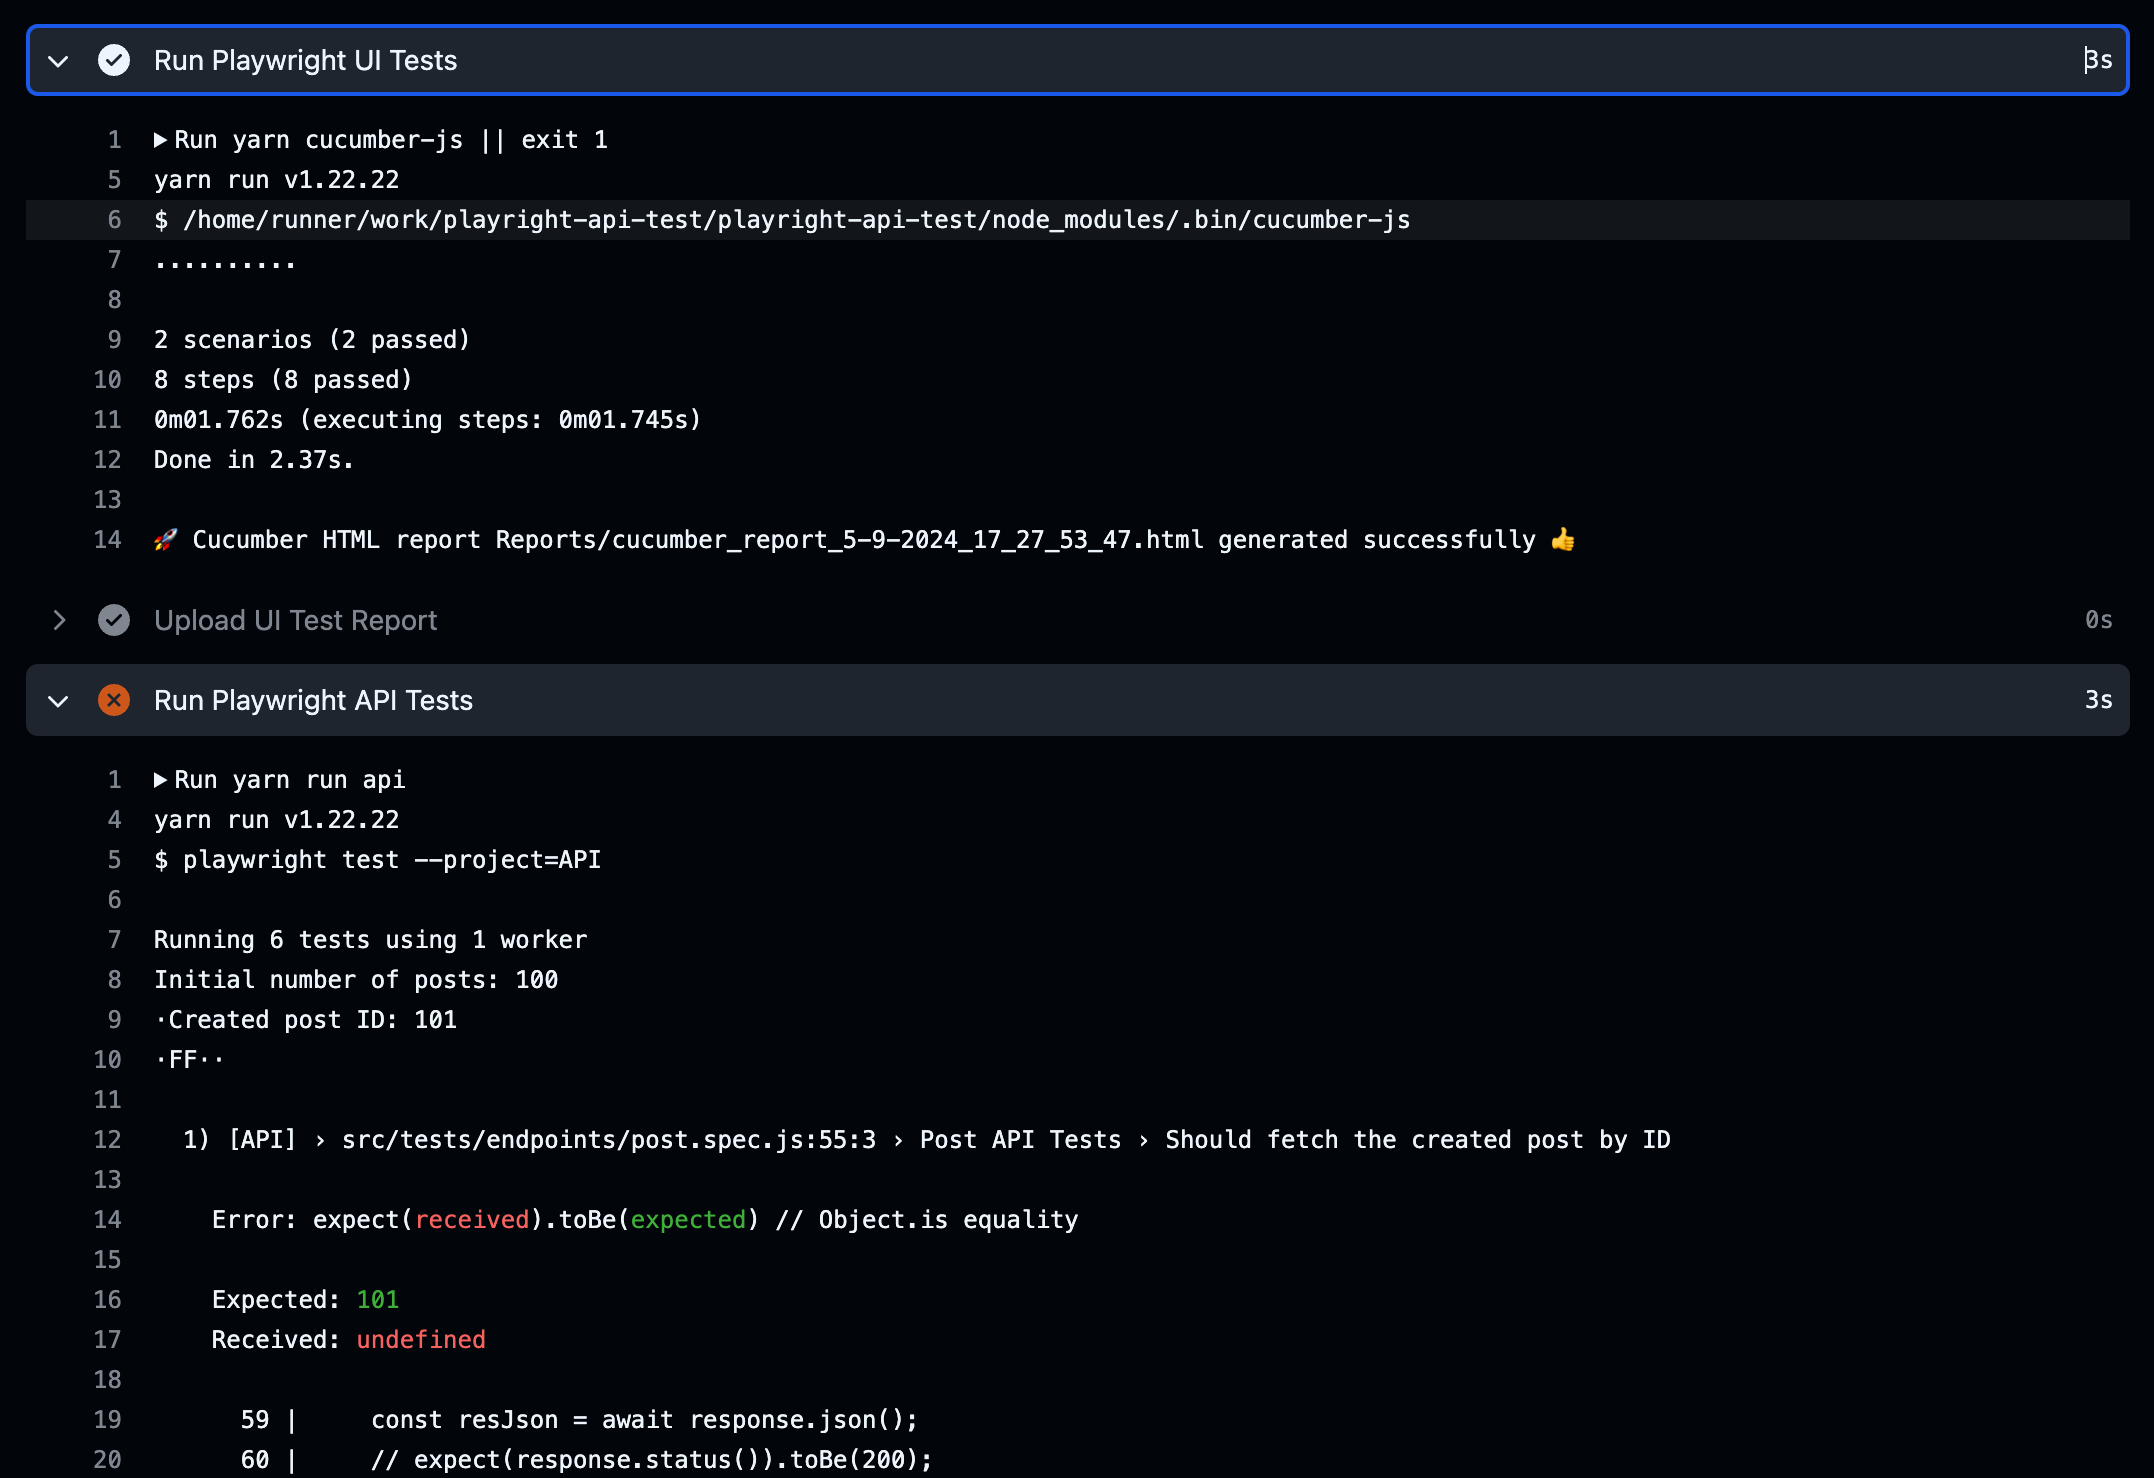 Run Playwright UI Tests 3s
1 ▶Run yarn cucumber-js || exit 1
5 yarn run v1.22.22
6 $ /home/runner/work/playright-api-test/playright-api-test/node_modules/.bin/cucumber-js
7 ..........
8
9 2 scenarios (2 passed)
10 8 steps (8 passed)
11 0m01.762s (executing steps: 0m01.745s)
12 Done in 2.37s.
13
14 🚀 Cucumber HTML report Reports/cucumber_report_5-9-2024_17_27_53_47.html generated successfully 👍
Upload UI Test Report 0s
Run Playwright API Tests 3s
1 ▶Run yarn run api
4 yarn run v1.22.22
5 $ playwright test --project=API
6
7 Running 6 tests using 1 worker
8 Initial number of posts: 100
9 ·Created post ID: 101
10 ·FF··
11
12 1) [API] › src/tests/endpoints/post.spec.js:55:3 › Post API Tests › Should fetch the created post by ID
13
14 Error: expect(received).toBe(expected) // Object.is equality
15
16 Expected: 101
17 Received: undefined
18
19 59 | const resJson = await response.json();
20 60 | // expect(response.status()).toBe(200);